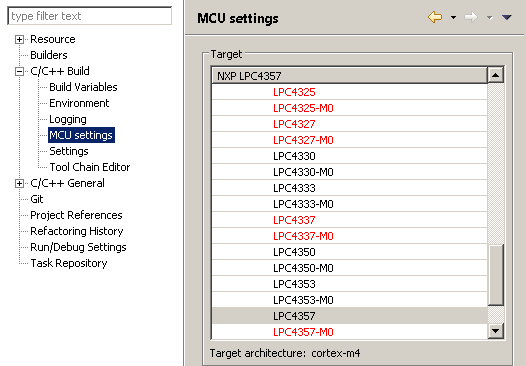 type filter text
Resource
Builders
C/C++ Build
Build Variables
Environment
Logging
MCU settings
Settings
Tool Chain Editor
C/C++ General
Git
Project References
Refactoring History
Run/Debug Settings
Task Repository
MCU settings
Target
NXP LPC4357
LPC4325
LPC4325-M0
LPC4327
LPC4327-M0
LPC4330
LPC4330-M0
LPC4333
LPC4333-M0
LPC4337
LPC4337-M0
LPC4350
LPC4350-M0
LPC4353
LPC4353-M0
LPC4357
LPC4357-M0
Target architecture: cortex-m4